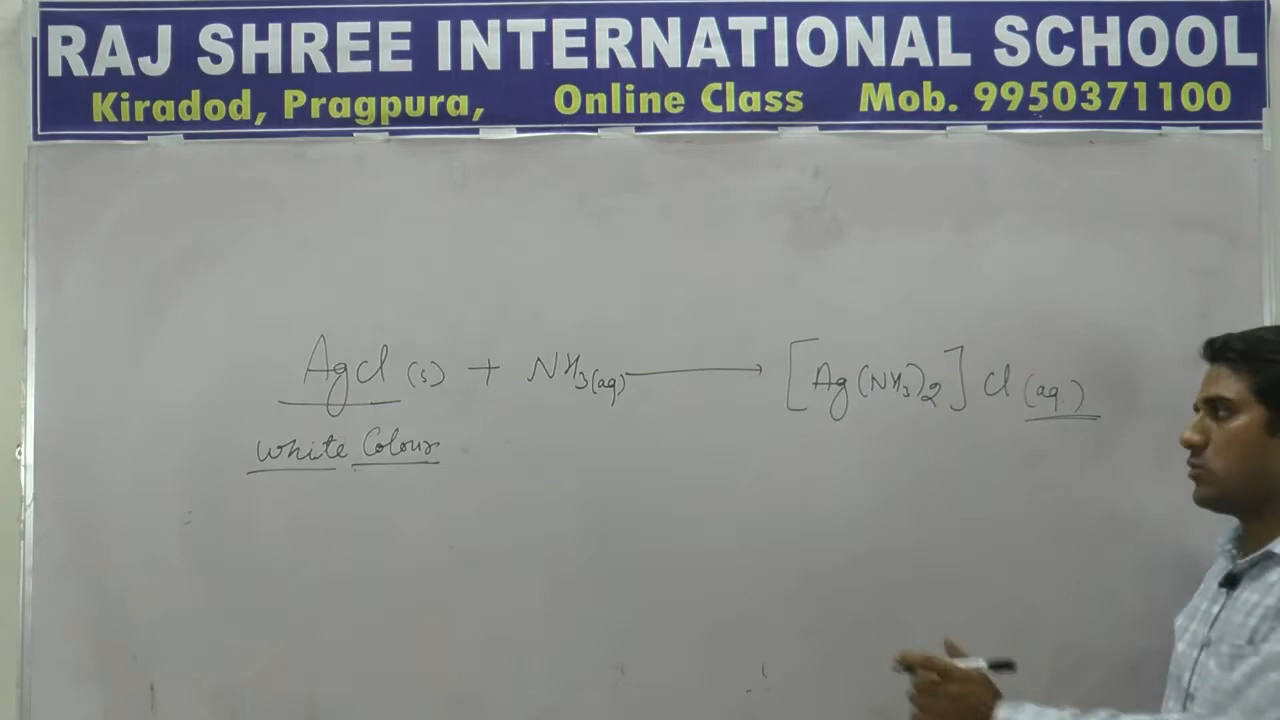 RAJ SHREE INTERNATIONAL SCHOOL
Kiradod, Pragpura, Online Class Mob. 9950371100
AgCl (s) + NH3(aq) → [Ag(NH3)2] Cl (aq.)
White Colour